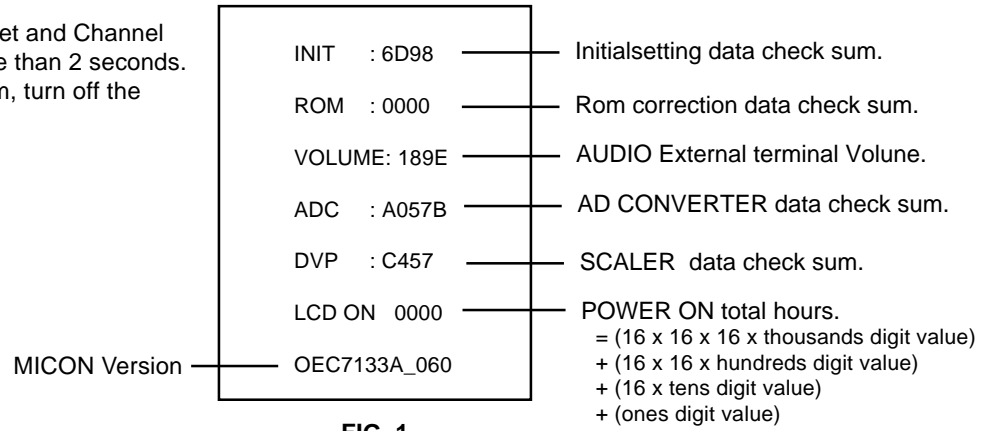 et and Channel
e than 2 seconds.
n, turn off the
INIT : 6D98 Initialsetting data check sum.
ROM : 0000 Rom correction data check sum.
VOLUME: 189E AUDIO External terminal Volune.
ADC : A057B AD CONVERTER data check sum.
DVP : C457 SCALER data check sum.
LCD ON 0000 POWER ON total hours.
= (16 x 16 x 16 x thousands digit value)
+ (16 x 16 x hundreds digit value)
+ (16 x tens digit value)
+ (ones digit value)
MICON Version OEC7133A_060
FIG. 1